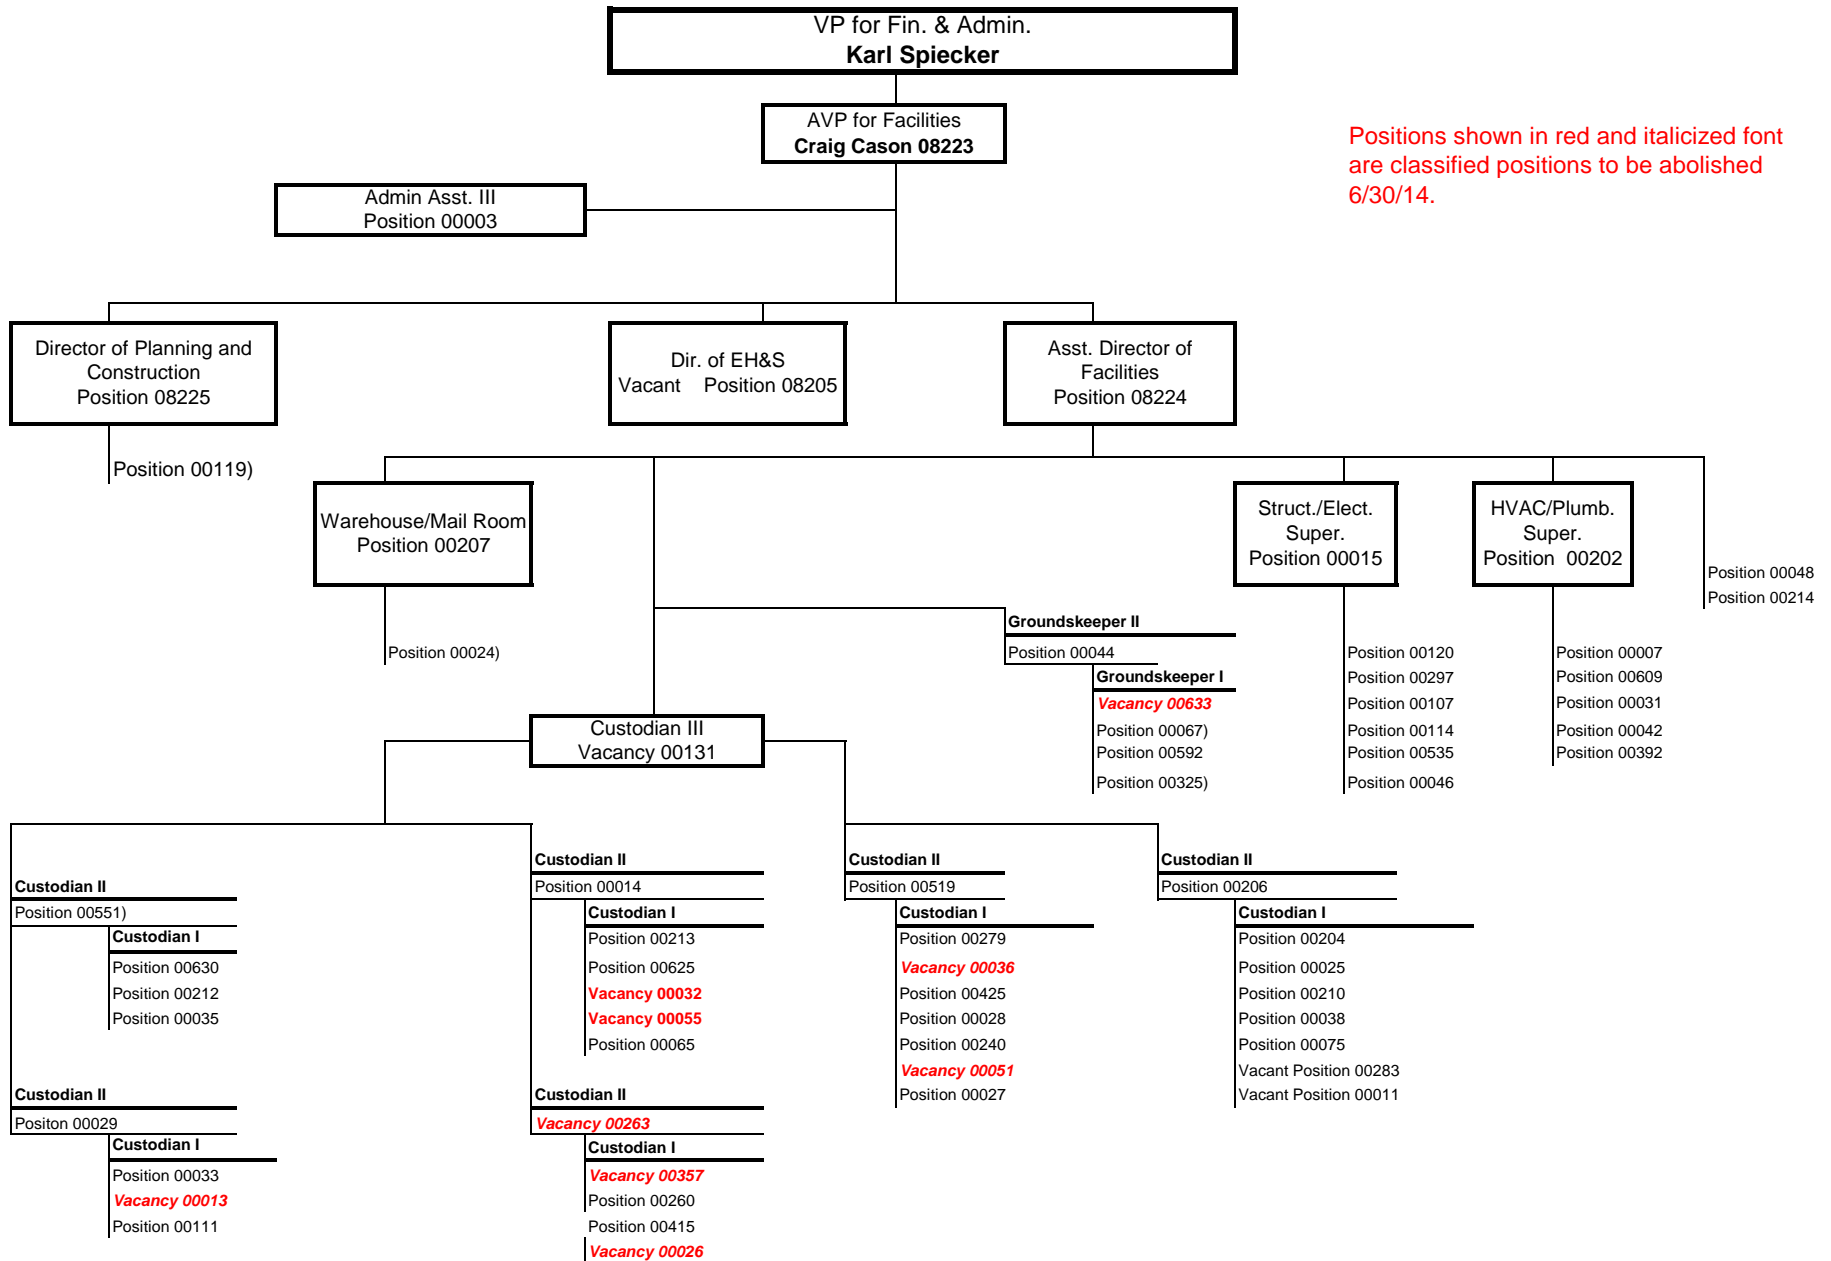 VP for Fin. & Admin.
Karl Spiecker
AVP for Facilities
Craig Cason 08223
Positions shown in red and italicized font
are classified positions to be abolished
6/30/14.
Admin Asst. III
Position 00003
Director of Planning and
Construction
Position 08225
Dir. of EH&S
Vacant Position 08205
Asst. Director of
Facilities
Position 08224
Position 00119)
Warehouse/Mail Room
Position 00207
Position 00024)
Struct./Elect.
Super.
Position 00015
HVAC/Plumb.
Super.
Position 00202
Position 00048
Position 00214
Groundskeeper II
Position 00044
Groundskeeper I
Vacancy 00633
Position 00067)
Position 00592
Position 00325)
Position 00120
Position 00297
Position 00107
Position 00114
Position 00535
Position 00046
Position 00007
Position 00609
Position 00031
Position 00042
Position 00392
Custodian III
Vacancy 00131
Custodian II
Position 00551)
Custodian I
Position 00630
Position 00212
Position 00035
Custodian II
Positon 00029
Custodian I
Position 00033
Vacancy 00013
Position 00111
Custodian II
Position 00014
Custodian I
Position 00213
Position 00625
Vacancy 00032
Vacancy 00055
Position 00065
Custodian II
Vacancy 00263
Custodian I
Vacancy 00357
Position 00260
Position 00415
Vacancy 00026
Custodian II
Position 00519
Custodian I
Position 00279
Vacancy 00036
Position 00425
Position 00028
Position 00240
Vacancy 00051
Position 00027
Custodian II
Position 00206
Custodian I
Position 00204
Position 00025
Position 00210
Position 00038
Position 00075
Vacant Position 00283
Vacant Position 00011